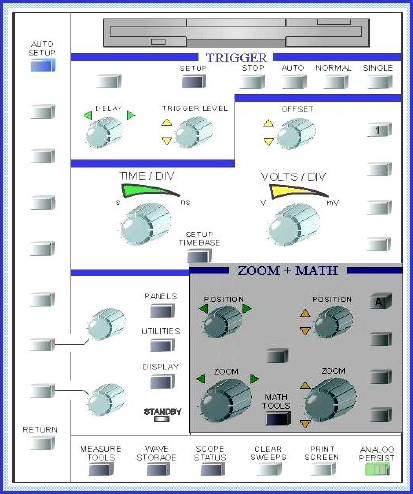 AUTO
SETUP
TRIGGER
SETUP
STOP
AUTO
NORMAL
SINGLE
DELAY
TRIGGER LEVEL
OFFSET
1
TIME / DIV
VOLTS / DIV
s
ns
V
mV
SETUP
TIMEBASE
ZOOM + MATH
PANELS
POSITION
POSITION
A
UTILITIES
DISPLAY
ZOOM
ZOOM
MATH
TOOLS
STANDBY
RETURN
MEASURE
TOOLS
WAVE
STORAGE
SCOPE
STATUS
CLEAR
SWEEPS
PRINT
SCREEN
ANALOG
PERSIST